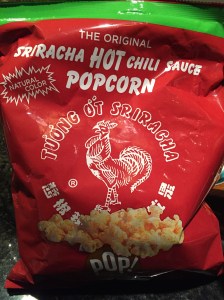 THE ORIGINAL
SRIRACHA HOT CHILI SAUCE
POPCORN
NATURAL
COLOR
TƯƠNG ỚT SRIRACHA
®
POP!